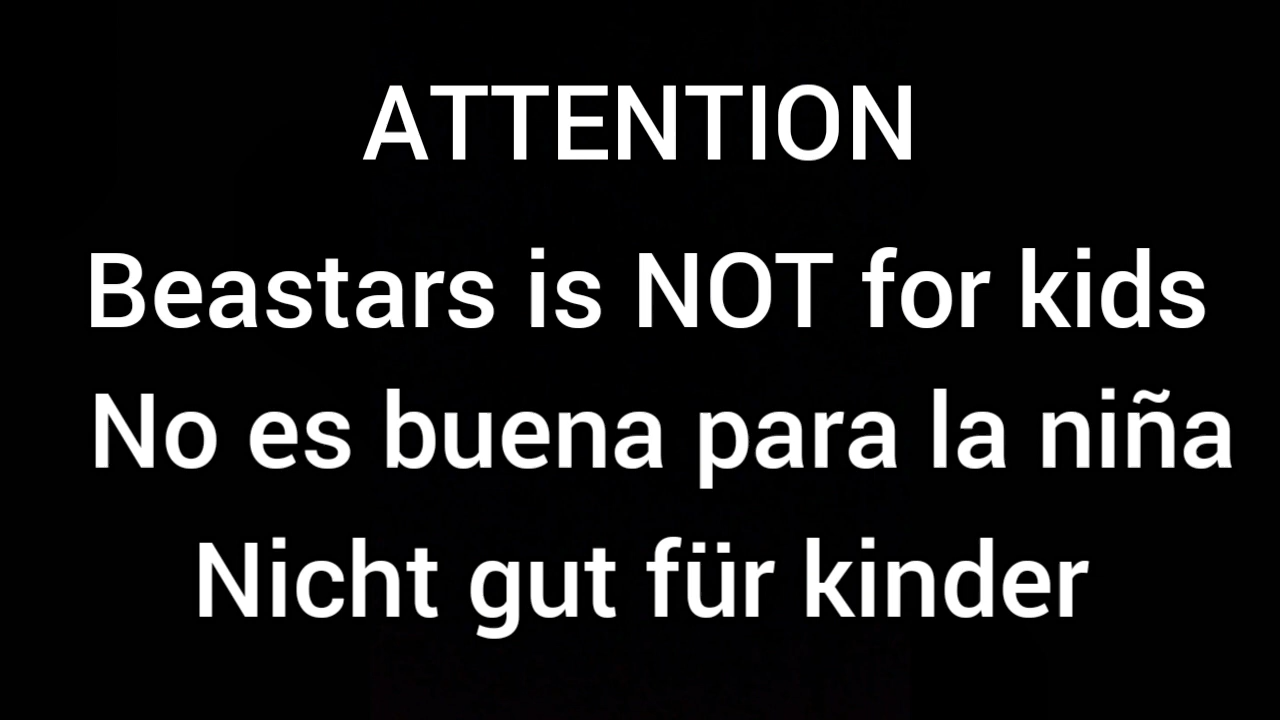 ATTENTION
Beastars is NOT for kids
No es buena para la niña
Nicht gut für kinder